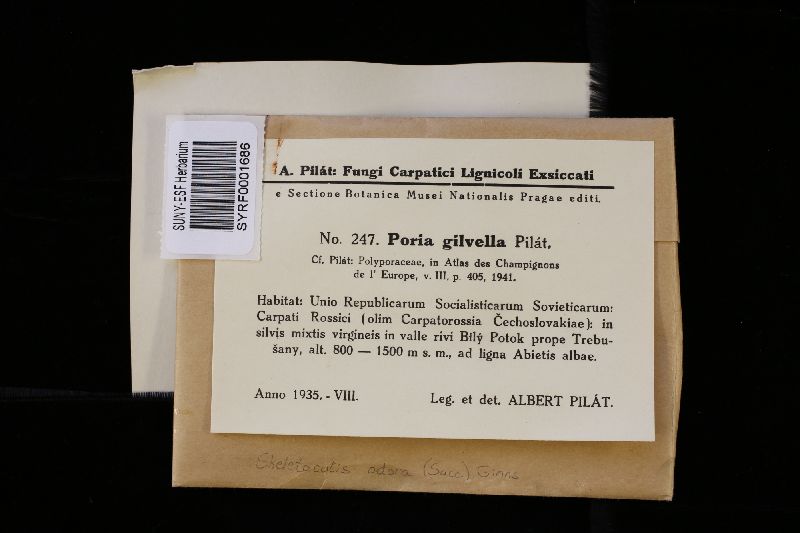 SUNY-ESF Herbarium
SYRF0001686
A. Pilát: Fungi Carpatici Lignicoli Exsiccati
e Sectione Botanica Musei Nationalis Pragae editi.
No. 247. Poria gilvella Pilát.
Cf. Pilát: Polyporaceae, in Atlas des Champignons
de l' Europe, v. III, p. 405, 1941.
Habitat: Unio Republicarum Socialisticarum Sovieticarum:
Carpati Rossici (olim Carpatorossia Čechoslovakiae): in
silvis mixtis virgineis in valle rivi Bílý Potok prope Trebu-
šany, alt. 800 — 1500 m s. m., ad ligna Abietis albae.
Anno 1935. - VIII.
Leg. et det. ALBERT PILÁT.
Skeletocutis odora (Sacc.) Ginns